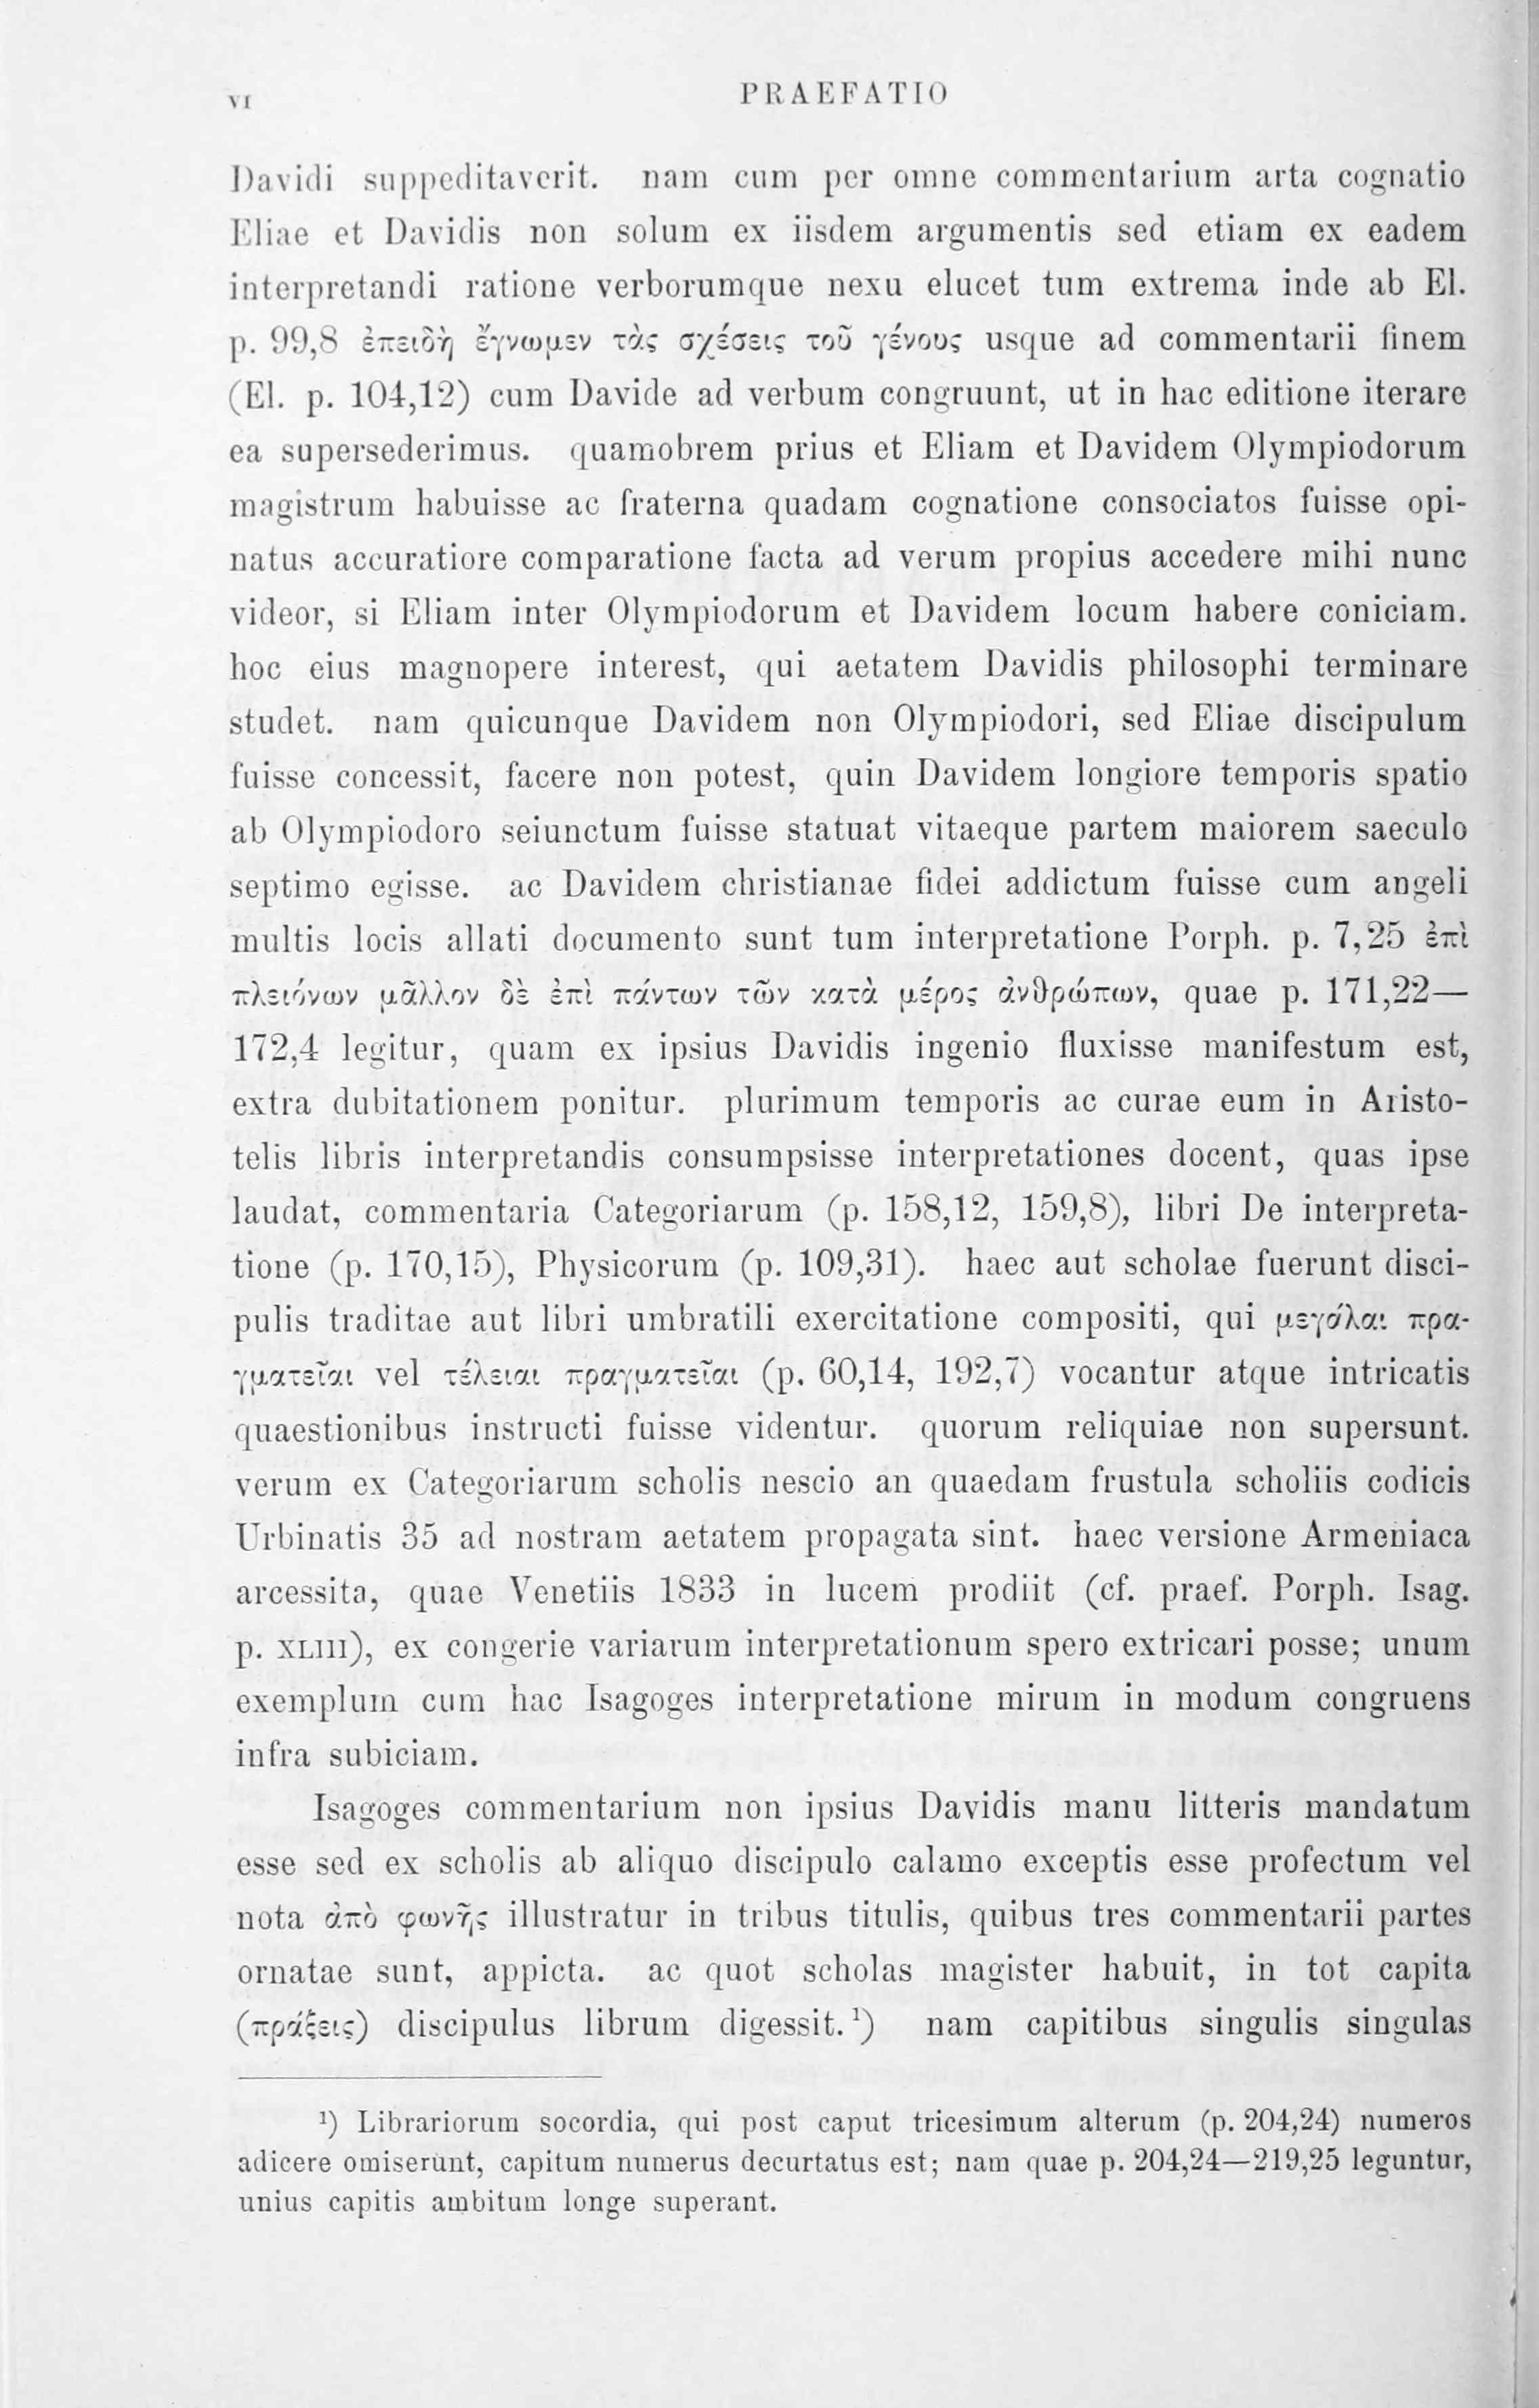 VI
PRAEFATIO
Davidi suppeditaverit. nam cum per omne commentarium arta cognatio
Eliae et Davidis non solum ex iisdem argumentis sed etiam ex eadem
interpretandi ratione verborumque nexu elucet tum extrema inde ab El.
p. 99,8 ἐπειδὴ ἔγνωμεν τὰς σχέσεις τοῦ γένους usque ad commentarii finem
(El. p. 104,12) cum Davide ad verbum congruunt, ut in hac editione iterare
ea supersederimus. quamobrem prius et Eliam et Davidem Olympiodorum
magistrum habuisse ac fraterna quadam cognatione consociatos fuisse opi-
natus accuratiore comparatione facta ad verum propius accedere mihi nunc
videor, si Eliam inter Olympiodorum et Davidem locum habere coniciam.
hoc eius magnopere interest, qui aetatem Davidis philosophi terminare
studet. nam quicunque Davidem non Olympiodori, sed Eliae discipulum
fuisse concessit, facere non potest, quin Davidem longiore temporis spatio
ab Olympiodoro seiunctum fuisse statuat vitaeque partem maiorem saeculo
septimo egisse. ac Davidem christianae fidei addictum fuisse cum angeli
multis locis allati documento sunt tum interpretatione Porph. p. 7,25 ἐπὶ
πλειόνων μᾶλλον δὲ ἐπὶ πάντων τῶν κατὰ μέρος ἀνθρώπων, quae p. 171,22—
172,4 legitur, quam ex ipsius Davidis ingenio fluxisse manifestum est,
extra dubitationem ponitur. plurimum temporis ac curae eum in Aristo-
telis libris interpretandis consumpsisse interpretationes docent, quas ipse
laudat, commentaria Categoriarum (p. 158,12, 159,8), libri De interpreta-
tione (p. 170,15), Physicorum (p. 109,31). haec aut scholae fuerunt disci-
pulis traditae aut libri umbratili exercitatione compositi, qui μεγάλαι πρα-
γματεῖαι vel τέλειαι πραγματεῖαι (p. 60,14, 192,7) vocantur atque intricatis
quaestionibus instructi fuisse videntur. quorum reliquiae non supersunt.
verum ex Categoriarum scholis nescio an quaedam frustula scholiis codicis
Urbinatis 35 ad nostram aetatem propagata sint. haec versione Armeniaca
arcessita, quae Venetiis 1833 in lucem prodiit (cf. praef. Porph. Isag.
p. XLIII), ex congerie variarum interpretationum spero extricari posse; unum
exemplum cum hac Isagoges interpretatione mirum in modum congruens
infra subiciam.
Isagoges commentarium non ipsius Davidis manu litteris mandatum
esse sed ex scholis ab aliquo discipulo calamo exceptis esse profectum vel
nota ἀπὸ φωνῆς illustratur in tribus titulis, quibus tres commentarii partes
ornatae sunt, appicta. ac quot scholas magister habuit, in tot capita
(πράξεις) discipulus librum digessit.¹) nam capitibus singulis singulas
¹) Librariorum socordia, qui post caput tricesimum alterum (p. 204,24) numeros
adicere omiserunt, capitum numerus decurtatus est; nam quae p. 204,24—219,25 leguntur,
unius capitis ambitum longe superant.